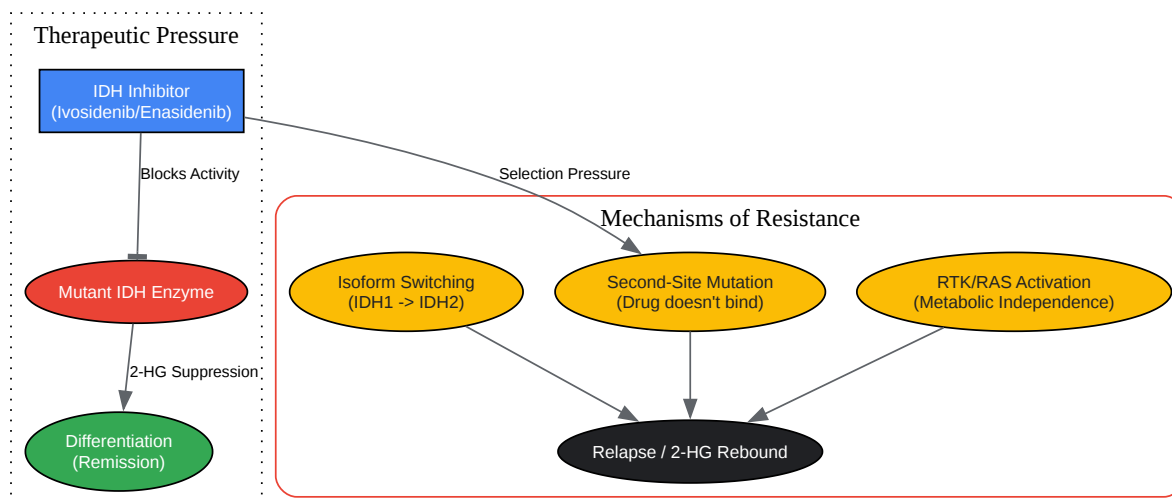 Therapeutic Pressure
IDH Inhibitor
(Ivosidenib/Enasidenib)
Blocks Activity
Selection Pressure
Mechanisms of Resistance
Mutant IDH Enzyme
Isoform Switching
(IDH1 -> IDH2)
Second-Site Mutation
(Drug doesn't bind)
RTK/RAS Activation
(Metabolic Independence)
2-HG Suppression
Differentiation
(Remission)
Relapse / 2-HG Rebound